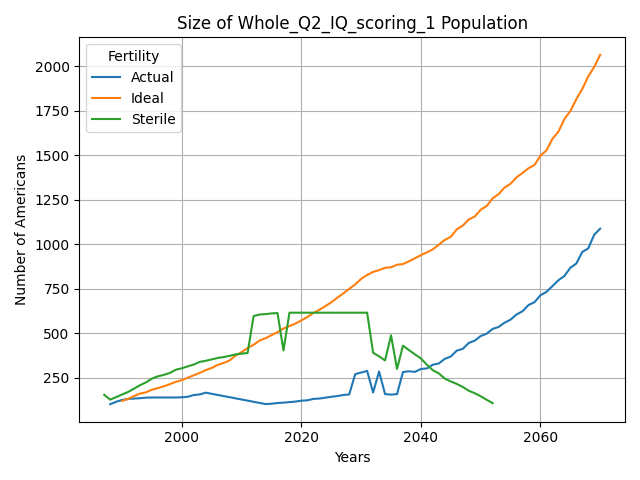 Size of Whole_Q2_IQ_scoring_1 Population
Fertility
Actual
Ideal
Sterile
2000
1750
1500
1250
1000
750
500
250
Number of Americans
2000
2020
2040
2060
Years